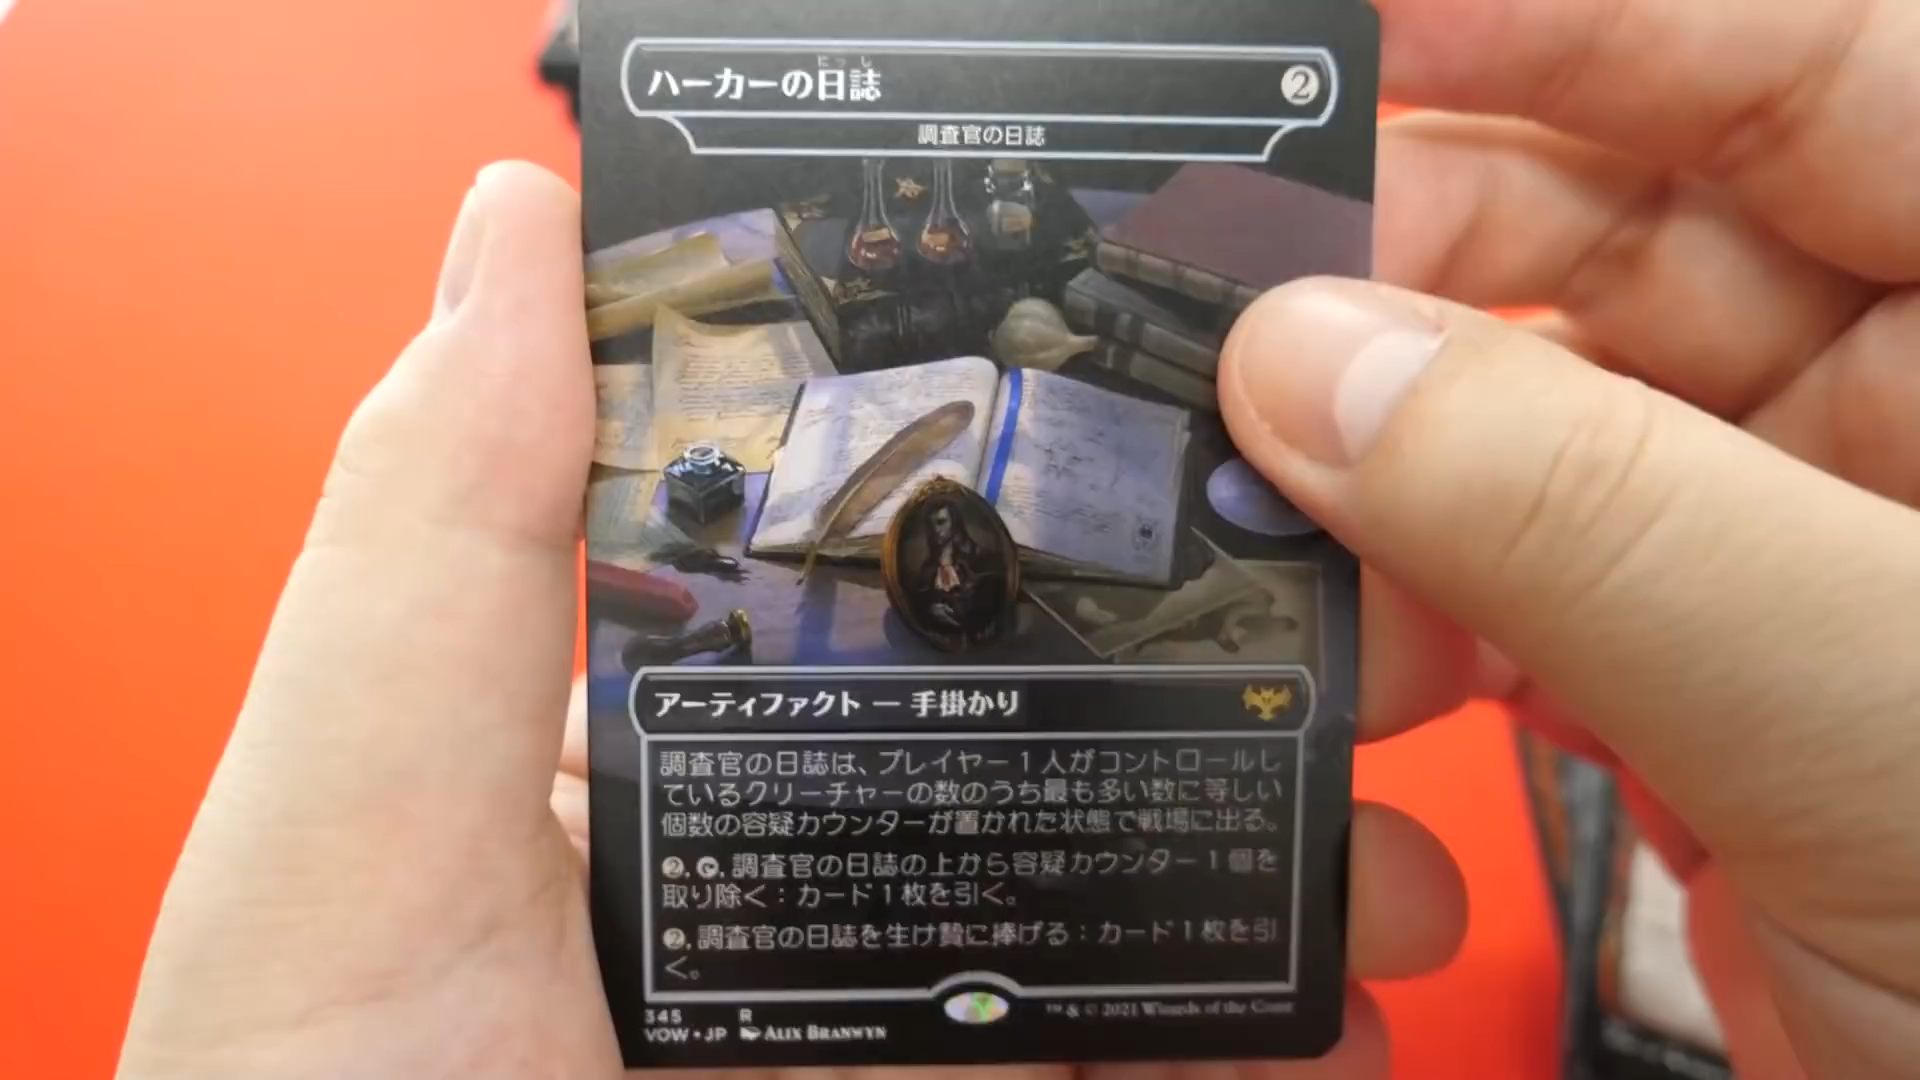 ハーカーの日誌
にっし
2
調査官の日誌
アーティファクト — 手掛かり
調査官の日誌は、プレイヤー1人がコントロールし
ているクリーチャーの数のうち最も多い数に等しい
個数の容疑カウンターが置かれた状態で戦場に出る。
2, , 調査官の日誌の上から容疑カウンター1個を
取り除く：カード1枚を引く。
2, 調査官の日誌を生け贄に捧げる：カード1枚を引
く。
345 R
VOW • JP ALIX BRANWYN
™ & © 2021 Wizards of the Coast